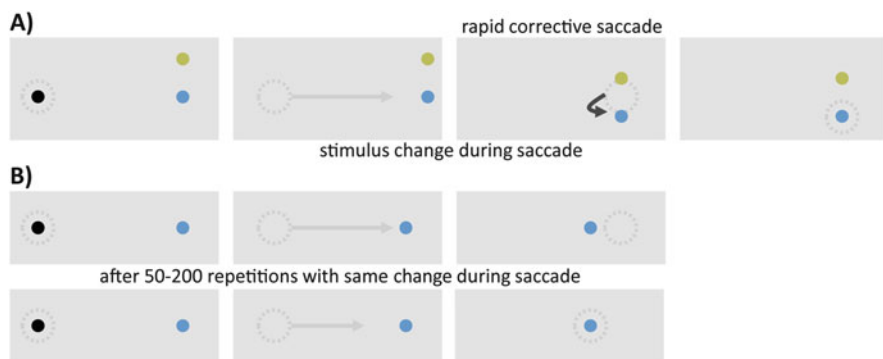 A)
rapid corrective saccade
stimulus change during saccade
B)
after 50-200 repetitions with same change during saccade